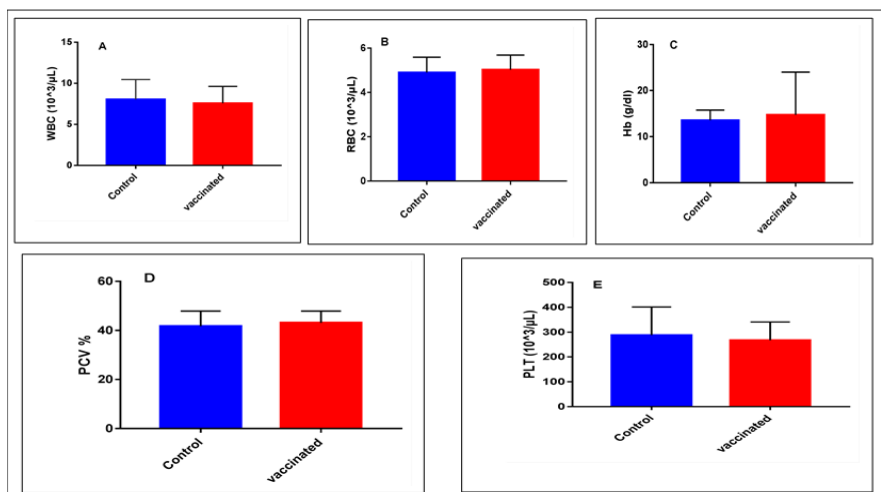 A
WBC (10^3/µL)
15
10
5
0
Control
vaccinated
B
RBC (10^3/µL)
6
4
2
0
Control
vaccinated
C
Hb (g/dl)
30
20
10
0
Control
vaccinated
D
PCV %
60
40
20
0
Control
vaccinated
E
PLT (10^3/µL)
500
400
300
200
100
0
Control
vaccinated